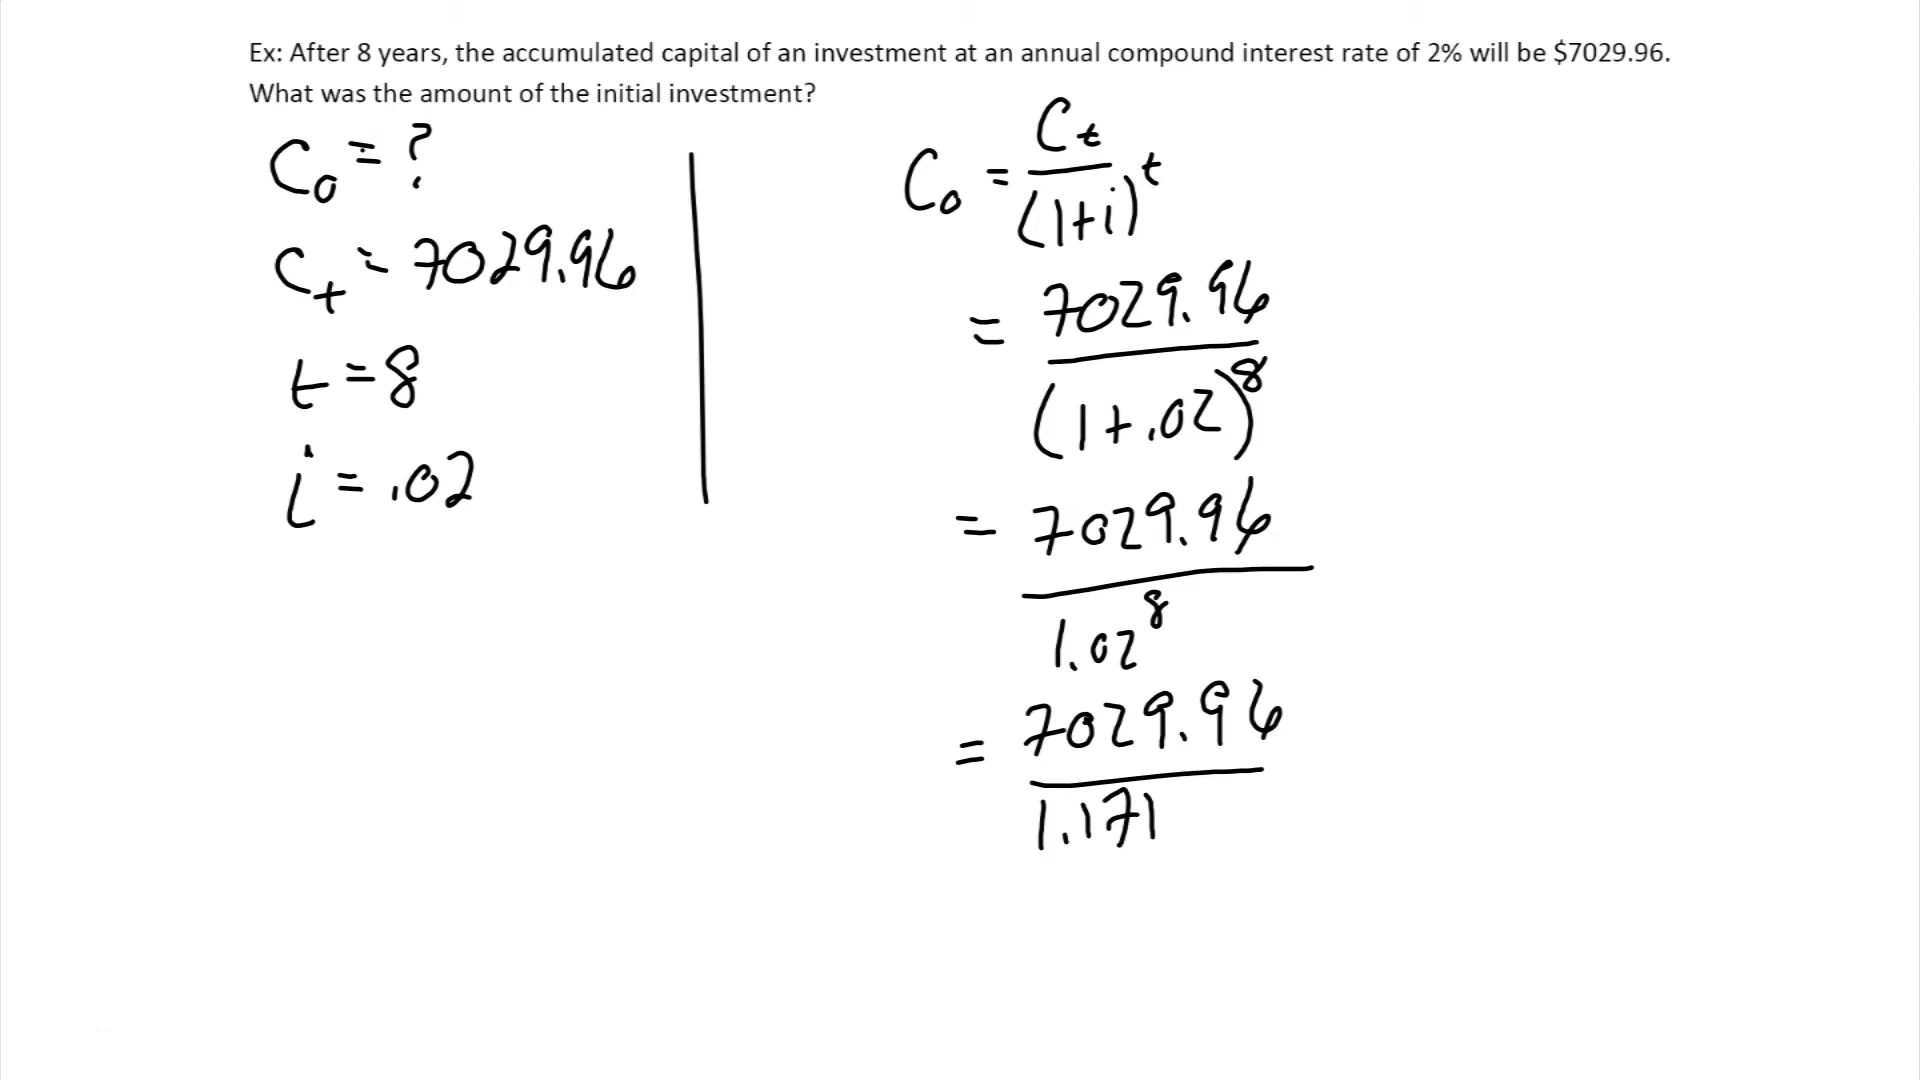 Ex: After 8 years, the accumulated capital of an investment at an annual compound interest rate of 2% will be $7029.96.
What was the amount of the initial investment?
C₀ = ?
Cₜ = 7029.96
t = 8
i = .02
C₀ = Cₜ / (1+i)ᵗ
= 7029.96 / (1+.02)⁸
= 7029.96 / 1.02⁸
= 7029.96 / 1.171